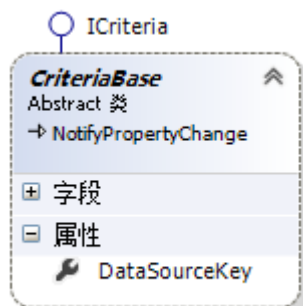 ICriteria
CriteriaBase
Abstract 类
NotifyPropertyChange
字段
属性
DataSourceKey